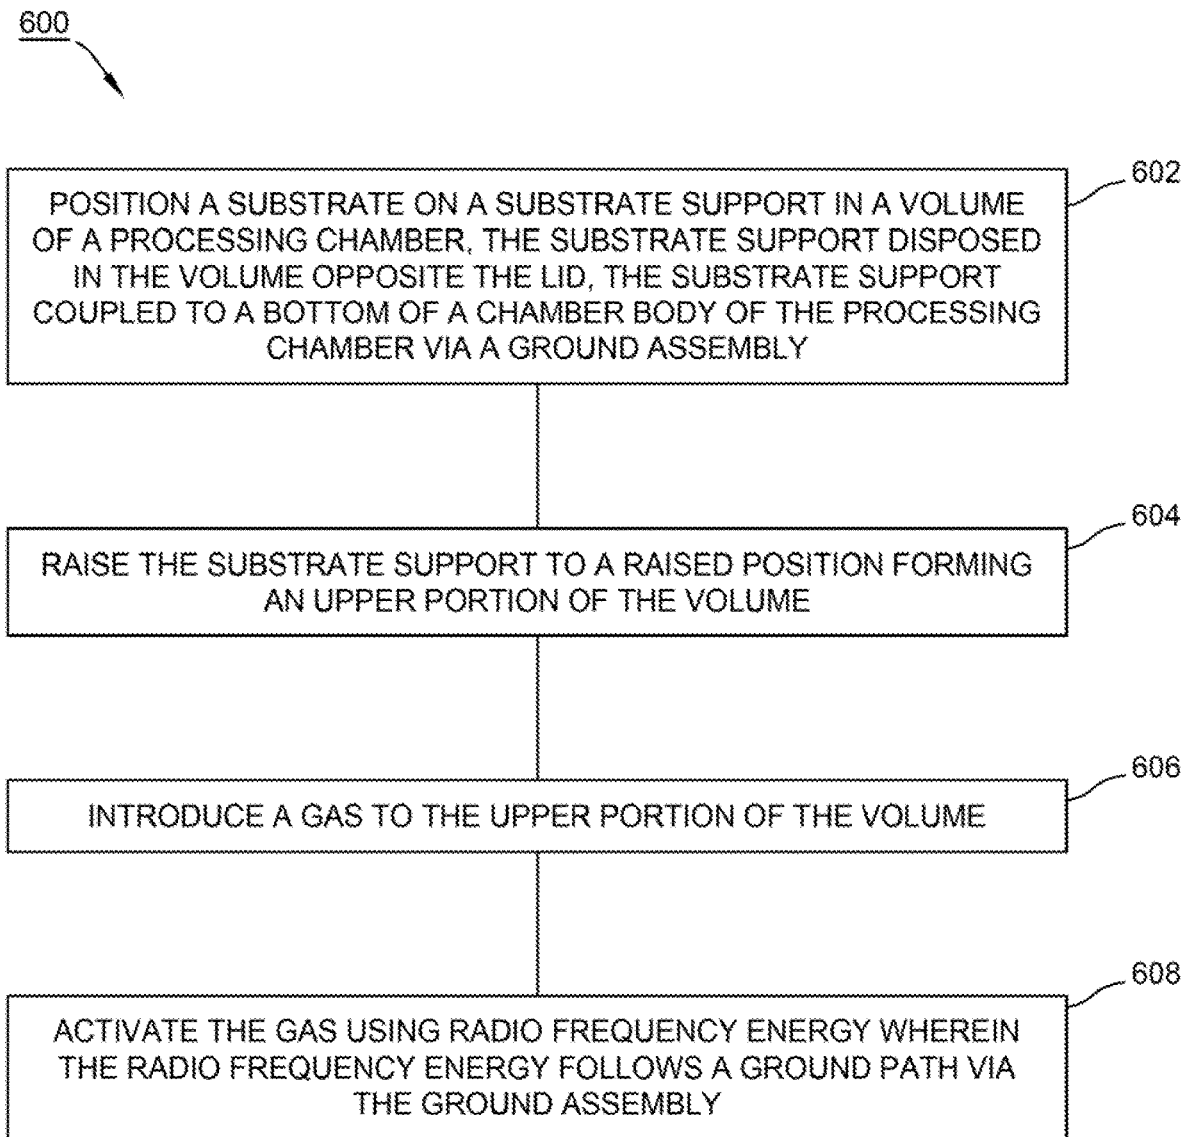 600
602
POSITION A SUBSTRATE ON A SUBSTRATE SUPPORT IN A VOLUME
OF A PROCESSING CHAMBER, THE SUBSTRATE SUPPORT DISPOSED
IN THE VOLUME OPPOSITE THE LID, THE SUBSTRATE SUPPORT
COUPLED TO A BOTTOM OF A CHAMBER BODY OF THE PROCESSING
CHAMBER VIA A GROUND ASSEMBLY
604
RAISE THE SUBSTRATE SUPPORT TO A RAISED POSITION FORMING
AN UPPER PORTION OF THE VOLUME
606
INTRODUCE A GAS TO THE UPPER PORTION OF THE VOLUME
608
ACTIVATE THE GAS USING RADIO FREQUENCY ENERGY WHEREIN
THE RADIO FREQUENCY ENERGY FOLLOWS A GROUND PATH VIA
THE GROUND ASSEMBLY